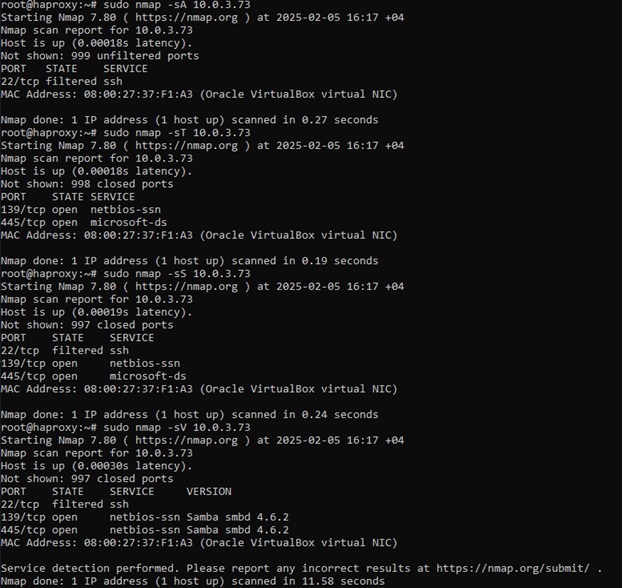 root@haproxy:~# sudo nmap -sA 10.0.3.73
Starting Nmap 7.80 ( https://nmap.org ) at 2025-02-05 16:17 +04
Nmap scan report for 10.0.3.73
Host is up (0.00018s latency).
Not shown: 999 unfiltered ports
PORT   STATE    SERVICE
22/tcp filtered ssh
MAC Address: 08:00:27:37:F1:A3 (Oracle VirtualBox virtual NIC)

Nmap done: 1 IP address (1 host up) scanned in 0.27 seconds
root@haproxy:~# sudo nmap -sT 10.0.3.73
Starting Nmap 7.80 ( https://nmap.org ) at 2025-02-05 16:17 +04
Nmap scan report for 10.0.3.73
Host is up (0.00018s latency).
Not shown: 998 closed ports
PORT    STATE SERVICE
139/tcp open  netbios-ssn
445/tcp open  microsoft-ds
MAC Address: 08:00:27:37:F1:A3 (Oracle VirtualBox virtual NIC)

Nmap done: 1 IP address (1 host up) scanned in 0.19 seconds
root@haproxy:~# sudo nmap -sS 10.0.3.73
Starting Nmap 7.80 ( https://nmap.org ) at 2025-02-05 16:17 +04
Nmap scan report for 10.0.3.73
Host is up (0.00019s latency).
Not shown: 997 closed ports
PORT    STATE    SERVICE
22/tcp  filtered ssh
139/tcp open     netbios-ssn
445/tcp open     microsoft-ds
MAC Address: 08:00:27:37:F1:A3 (Oracle VirtualBox virtual NIC)

Nmap done: 1 IP address (1 host up) scanned in 0.24 seconds
root@haproxy:~# sudo nmap -sV 10.0.3.73
Starting Nmap 7.80 ( https://nmap.org ) at 2025-02-05 16:17 +04
Nmap scan report for 10.0.3.73
Host is up (0.00030s latency).
Not shown: 997 closed ports
PORT    STATE    SERVICE     VERSION
22/tcp  filtered ssh
139/tcp open     netbios-ssn Samba smbd 4.6.2
445/tcp open     netbios-ssn Samba smbd 4.6.2
MAC Address: 08:00:27:37:F1:A3 (Oracle VirtualBox virtual NIC)

Service detection performed. Please report any incorrect results at https://nmap.org/submit/ .
Nmap done: 1 IP address (1 host up) scanned in 11.58 seconds